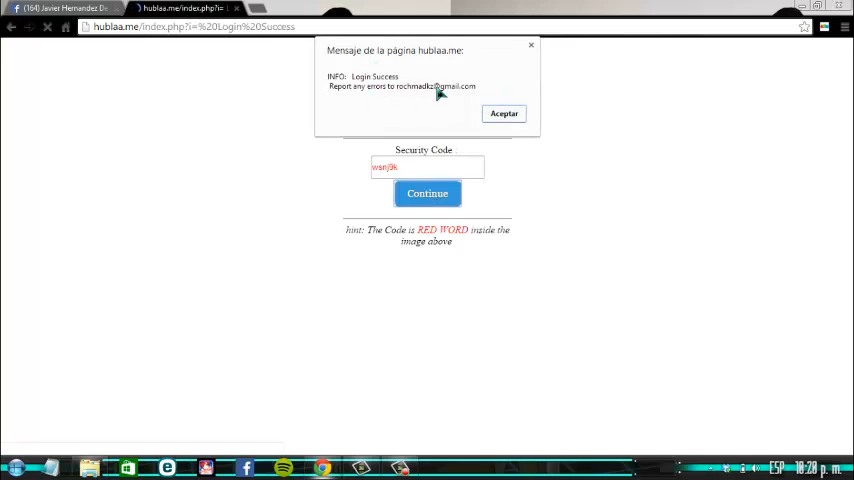 (164) Javier Hernandez De
hublaa.me/index.php?i=
hublaa.me/index.php?i=%20Login%20Success
Mensaje de la página hublaa.me:
INFO: Login Success
Report any errors to rochmadkz@gmail.com
Aceptar
Security Code :
wsnj9k
Continue
hint: The Code is RED WORD inside the
image above
ESP 10:20 p. m.